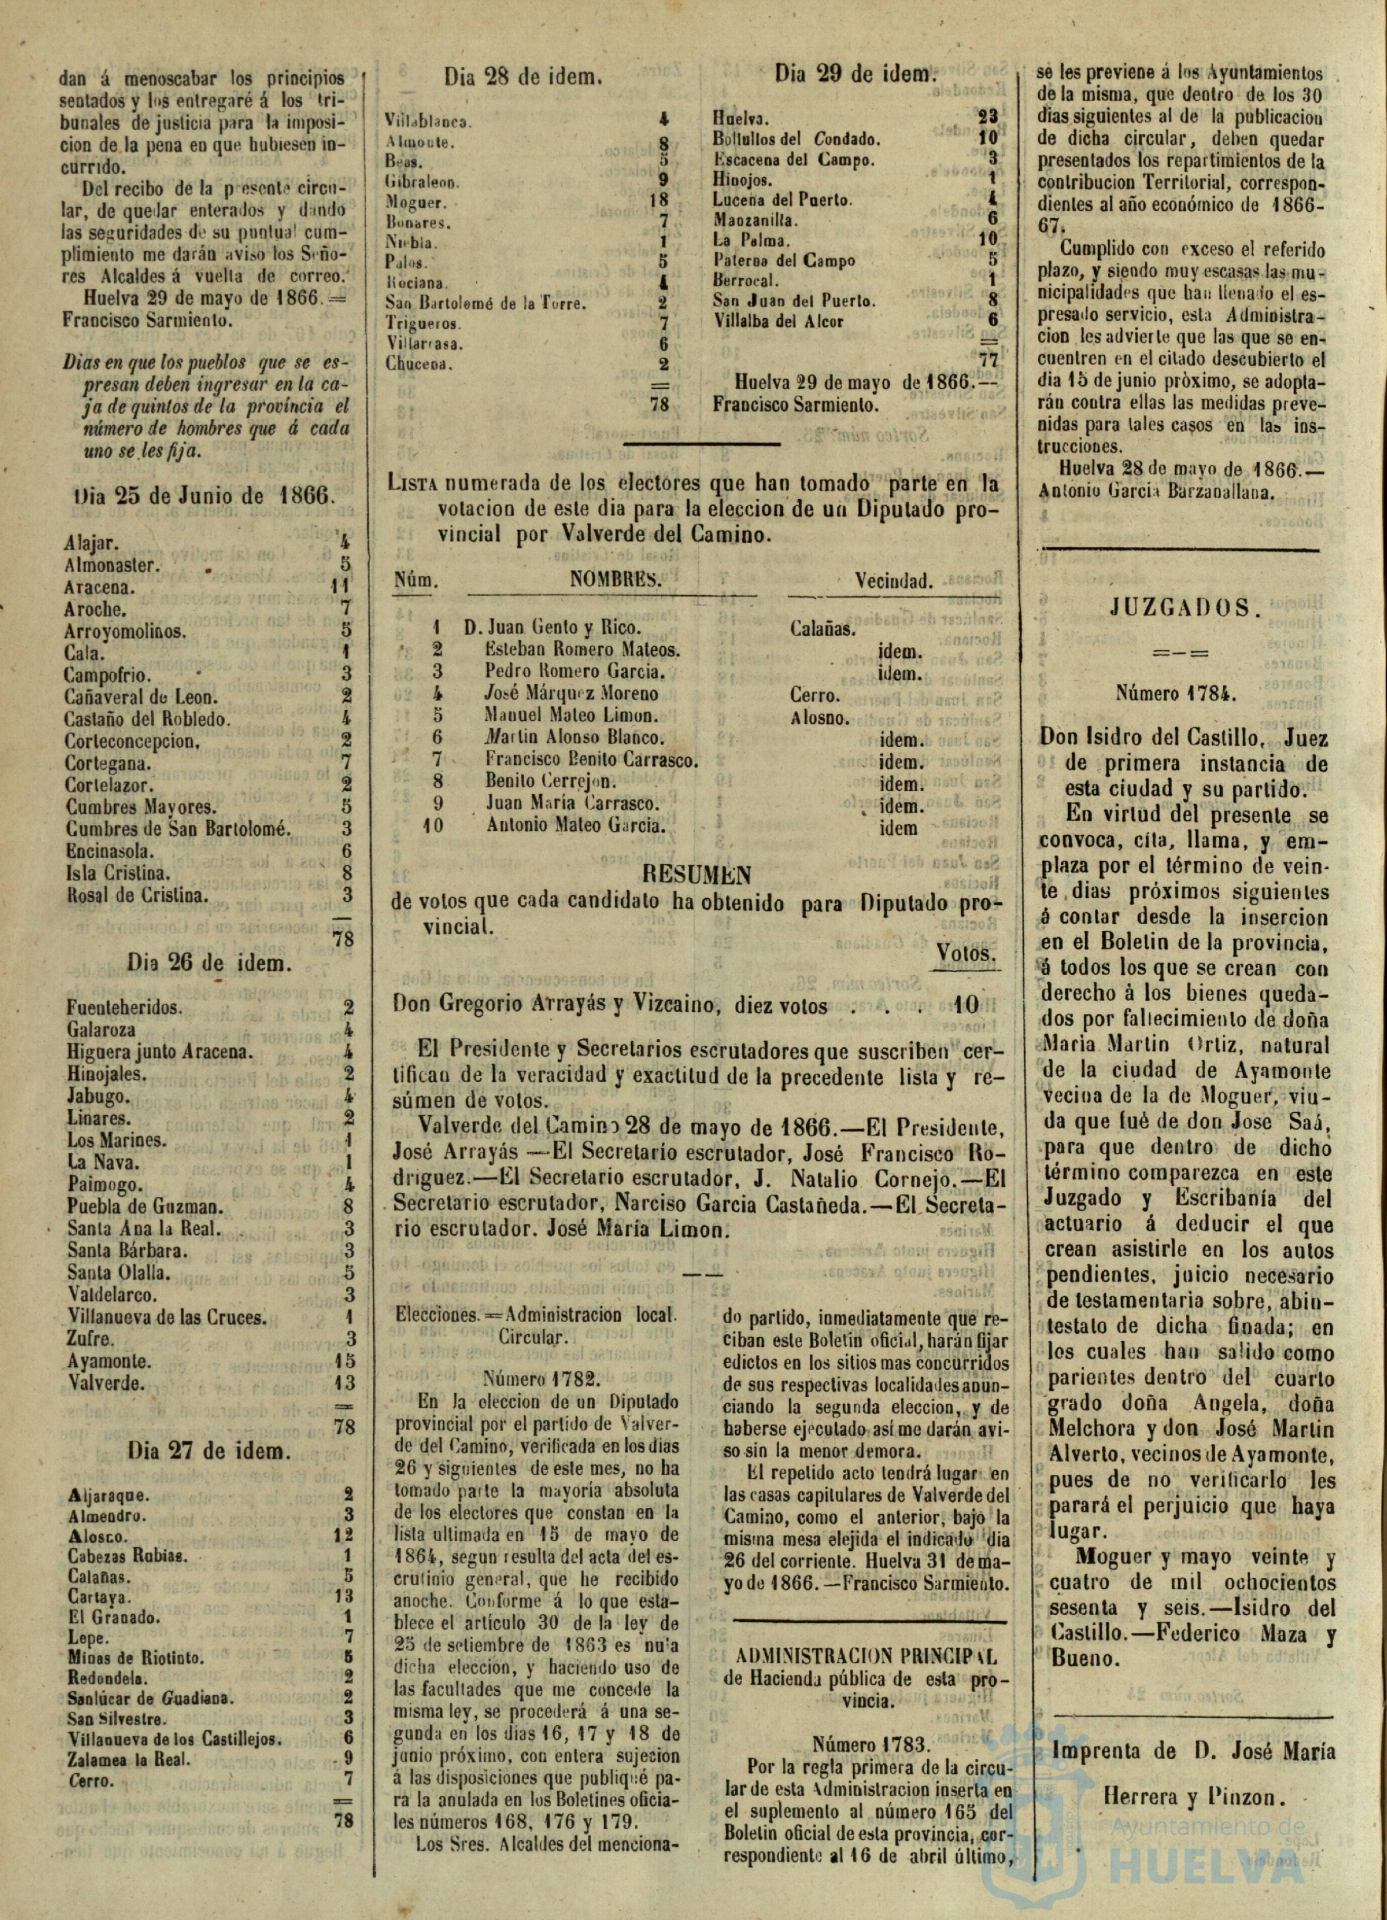 dan á menoscabar los principios
sentados y los entregaré á los tri-
bunales de justicia para la imposi-
cion de la pena en que hubiesen in-
currido.
Del recibo de la presente circu-
lar, de quedar enterados y dando
las seguridades de su puntual cum-
plimiento me darán aviso los Seño-
res Alcaldes á vuelta de correo.
Huelva 29 de mayo de 1866.=
Francisco Sarmiento.
Dias en que los pueblos que se es-
presan deben ingresar en la ca-
ja de quintos de la provincia el
número de hombres que á cada
uno se les fija.
Dia 25 de Junio de 1866.
Alajar. 4
Almonaster. 5
Aracena. 11
Aroche. 7
Arroyomolinos. 5
Cala. 1
Campofrio. 3
Cañaveral de Leon. 2
Castaño del Robledo. 4
Corteconcepcion, 2
Cortegana. 7
Cortelazor. 2
Cumbres Mayores. 5
Cumbres de San Bartolomé. 3
Encinasola. 6
Isla Cristina. 8
Rosal de Cristina. 3
78
Dia 26 de idem.
Fuenteheridos. 2
Galaroza 4
Higuera junto Aracena. 4
Hinojales. 2
Jabugo. 4
Linares. 2
Los Marines. 1
La Nava. 1
Paimogo. 4
Puebla de Guzman. 8
Santa Ana la Real. 3
Santa Bárbara. 3
Santa Olalla. 5
Valdelarco. 3
Villanueva de las Cruces. 1
Zufre. 3
Ayamonte. 15
Valverde. 13
=
78
Dia 27 de idem.
Aljaraque. 2
Almendro. 3
Alosno. 12
Cabezas Rubias. 1
Calañas. 5
Cartaya. 13
El Granado. 1
Lepe. 7
Minas de Riotinto. 5
Redondela. 2
Sanlúcar de Guadiana. 2
San Silvestre. 3
Villanueva de los Castillejos. 6
Zalamea la Real. 9
Cerro. 7
=
78
Dia 28 de idem.
Villablanca. 4
Almonte. 8
Beas. 5
Gibraleon. 9
Moguer. 18
Bonares. 7
Niebla. 1
Palos. 5
Rociana. 4
San Bartolomé de la Torre. 2
Trigueros. 7
Villarrasa. 6
Chucena. 2
=
78
Dia 29 de idem.
Huelva. 23
Bollullos del Condado. 10
Escacena del Campo. 3
Hinojos. 1
Lucena del Puerto. 4
Manzanilla. 6
La Palma. 10
Paterna del Campo 5
Berrocal. 1
San Juan del Puerto. 8
Villalba del Alcor 6
=
77
Huelva 29 de mayo de 1866.—
Francisco Sarmiento.
LISTA numerada de los electores que han tomado parte en la
votacion de este dia para la eleccion de un Diputado pro-
vincial por Valverde del Camino.
Núm. NOMBRES. Vecindad.
1 D. Juan Gento y Rico. Calañas.
2 Esteban Romero Mateos. idem.
3 Pedro Romero Garcia. idem.
4 José Márquez Moreno Cerro.
5 Manuel Mateo Limon. Alosno.
6 Martin Alonso Blanco. idem.
7 Francisco Benito Carrasco. idem.
8 Benito Cerrejon. idem.
9 Juan María Carrasco. idem.
10 Antonio Mateo Garcia. idem
RESUMEN
de votos que cada candidato ha obtenido para Diputado pro-
vincial.
Votos.
Don Gregorio Arrayás y Vizcaino, diez votos . . . 10
El Presidente y Secretarios escrutadores que suscriben cer-
tifican de la veracidad y exactitud de la precedente lista y re-
súmen de votos.
Valverde del Camino 28 de mayo de 1866.—El Presidente,
José Arrayás —El Secretario escrutador, José Francisco Ro-
driguez.—El Secretario escrutador, J. Natalio Cornejo.—El
Secretario escrutador, Narciso Garcia Castañeda.—El Secreta-
rio escrutador. José María Limon.
Elecciones.=Administracion local.
Circular.
Número 1782.
En la eleccion de un Diputado
provincial por el partido de Valver-
de del Camino, verificada en los dias
26 y siguientes de este mes, no ha
tomado parte la mayoria absoluta
de los electores que constan en la
lista ultimada en 15 de mayo de
1864, segun resulta del acta del es-
crutinio general, que he recibido
anoche. Conforme á lo que esta-
blece el artículo 30 de la ley de
25 de setiembre de 1863 es nula
dicha eleccion, y haciendo uso de
las facultades que me concede la
misma ley, se procederá á una se-
gunda en los dias 16, 17 y 18 de
junio próximo, con entera sujecion
á las disposiciones que publiqué pa-
ra la anulada en los Boletines oficia-
les números 168, 176 y 179.
Los Sres. Alcaldes del menciona-
do partido, inmediatamente que re-
ciban este Boletin oficial, harán fijar
edictos en los sitios mas concurridos
de sus respectivas localidades anun-
ciando la segunda eleccion, y de
haberse ejecutado así me darán avi-
so sin la menor demora.
El repetido acto tendrá lugar en
las casas capitulares de Valverde del
Camino, como el anterior, bajo la
misma mesa elejida el indicado dia
26 del corriente. Huelva 31 de ma-
yo de 1866.—Francisco Sarmiento.
ADMINISTRACION PRINCIPAL
de Hacienda pública de esta pro-
vincia.
Número 1783.
Por la regla primera de la circu-
lar de esta Administracion inserta en
el suplemento al número 165 del
Boletin oficial de esta provincia, cor-
respondiente al 16 de abril último,
se les previene á los Ayuntamientos
de la misma, que dentro de los 30
dias siguientes al de la publicacion
de dicha circular, deben quedar
presentados los repartimientos de la
contribucion Territorial, correspon-
dientes al año económico de 1866-
67.
Cumplido con exceso el referido
plazo, y siendo muy escasas las mu-
nicipalidades que han llenado el es-
presado servicio, esta Administra-
cion les advierte que las que se en-
cuentren en el citado descubierto el
dia 15 de junio próximo, se adopta-
rán contra ellas las medidas preve-
nidas para tales casos en las ins-
trucciones.
Huelva 28 de mayo de 1866.—
Antonio Garcia Barzanallana.
JUZGADOS.
=—=
Número 1784.
Don Isidro del Castillo, Juez
de primera instancia de
esta ciudad y su partido.
En virtud del presente se
convoca, cita, llama, y em-
plaza por el término de vein-
te dias próximos siguientes
á contar desde la insercion
en el Boletin de la provincia,
á todos los que se crean con
derecho á los bienes queda-
dos por fallecimiento de doña
Maria Martin Ortiz, natural
de la ciudad de Ayamonte
vecina de la de Moguer, viu-
da que fué de don Jose Saá,
para que dentro de dicho
término comparezca en este
Juzgado y Escribanía del
actuario á deducir el que
crean asistirle en los autos
pendientes, juicio necesario
de testamentaria sobre, abin-
testato de dicha finada; en
los cuales han salido como
parientes dentro del cuarto
grado doña Angela, doña
Melchora y don José Martin
Alverto, vecinos de Ayamonte,
pues de no verificarlo les
parará el perjuicio que haya
lugar.
Moguer y mayo veinte y
cuatro de mil ochocientos
sesenta y seis.—Isidro del
Castillo.—Federico Maza y
Bueno.
Imprenta de D. José María
Herrera y Pinzon.
Ayuntamiento de
HUELVA